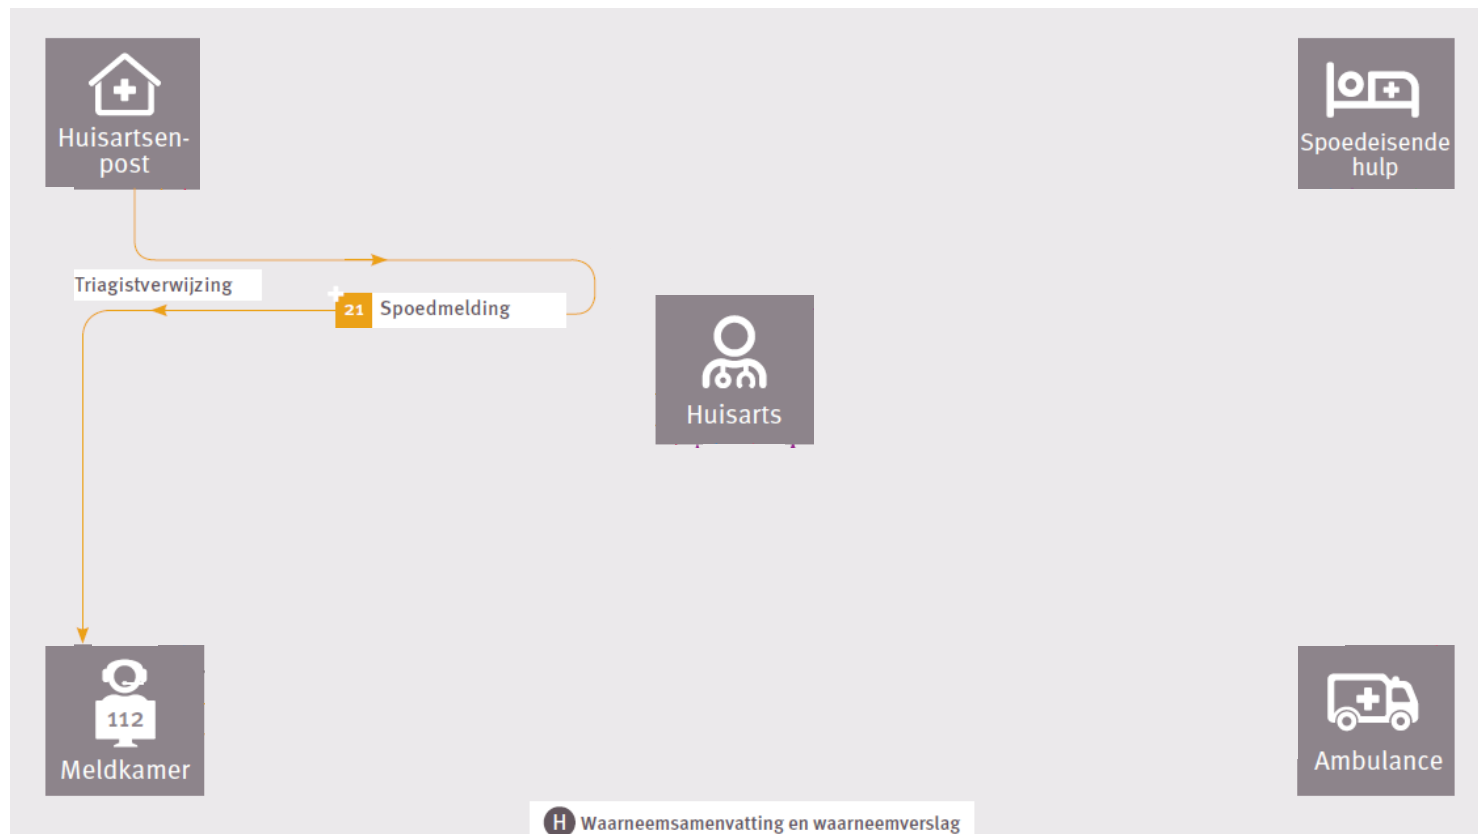 Huisartsen-
post
Spoedeisende
hulp
Triagistverwijzing
21 Spoedmelding
Huisarts
112
Meldkamer
Ambulance
H Waarneemsamenvatting en waarneemverslag